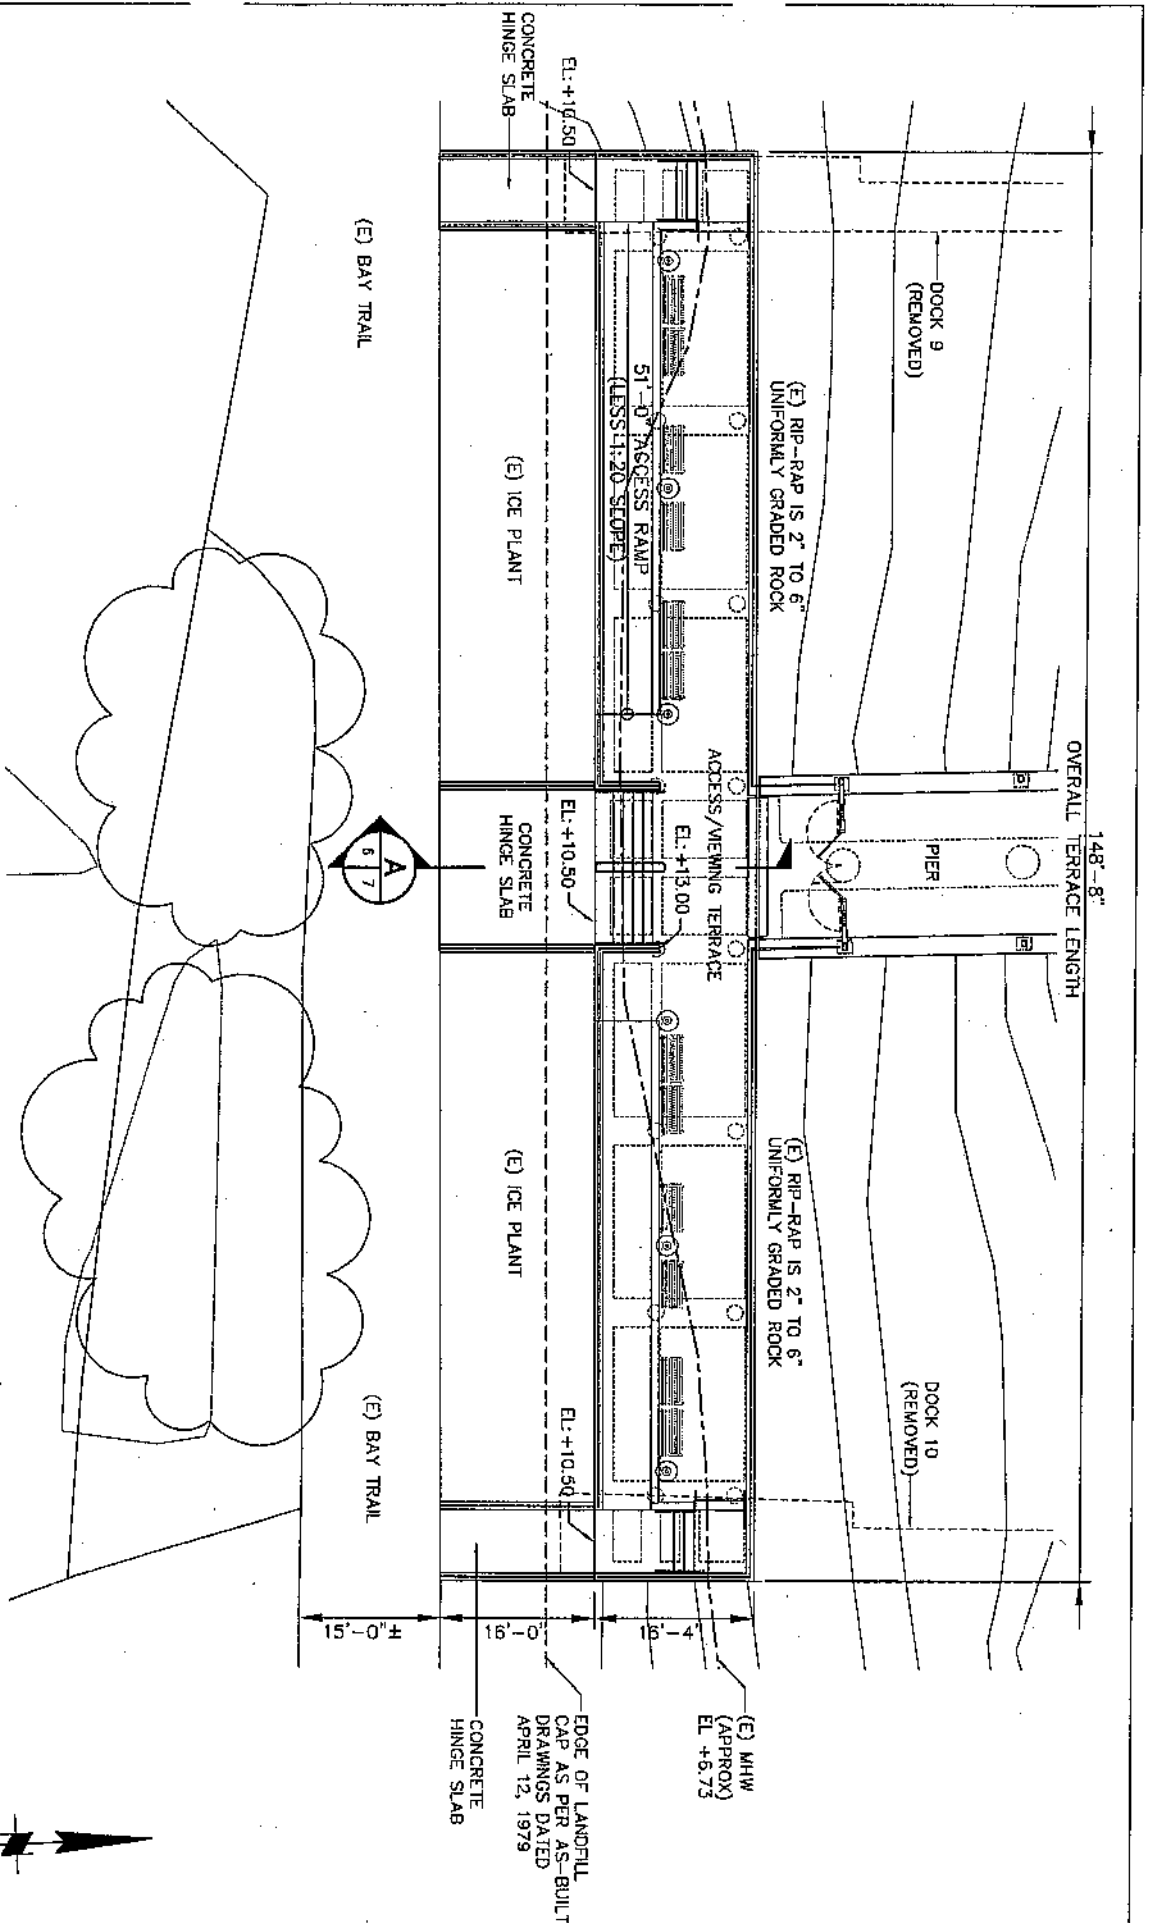 148'-8"
OVERALL TERRACE LENGTH
DOCK 9
(REMOVED)
PIER
DOCK 10
(REMOVED)
(E) RIP-RAP IS 2" TO 6"
UNIFORMLY GRADED ROCK
(E) RIP-RAP IS 2" TO 6"
UNIFORMLY GRADED ROCK
(E) MHW
(APPROX)
EL +6.73
ACCESS/VIEWING TERRACE
EL: +13.00
51'-0" ACCESS RAMP
(LESS 1:20 SLOPE)
16'-4"
EL: +10.50
EL: +10.50
EL: +10.50
CONCRETE
HINGE SLAB
CONCRETE
HINGE SLAB
(E) ICE PLANT
(E) ICE PLANT
16'-0"
EDGE OF LANDFILL
CAP AS PER AS-BUILT
DRAWINGS DATED
APRIL 12, 1979
CONCRETE
HINGE SLAB
A
6
7
(E) BAY TRAIL
(E) BAY TRAIL
15'-0"±